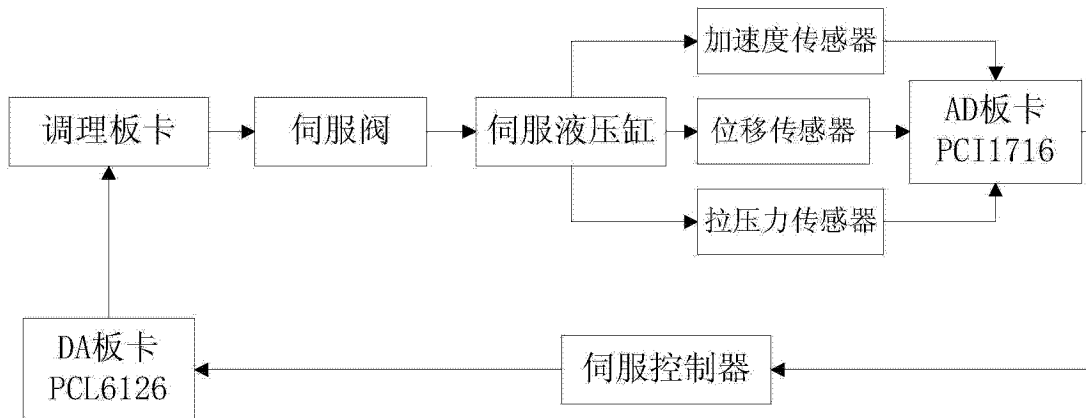 加速度传感器
调理板卡
伺服阀
伺服液压缸
位移传感器
AD板卡
PCI1716
拉压力传感器
DA板卡
PCL6126
伺服控制器